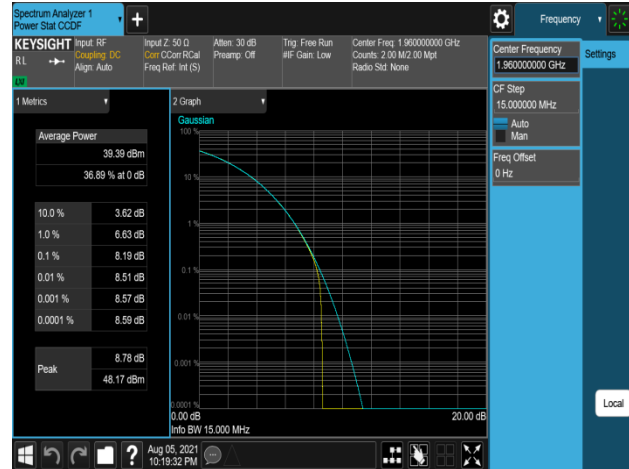 Spectrum Analyzer 1
Power Stat CCDF
Frequency
KEYSIGHT
RL
LW
Input: RF
Coupling: DC
Align: Auto
Input Z: 50 Ω
Corr CCorr RCal
Freq Ref: Int (S)
Atten: 30 dB
Preamp: Off
Trig: Free Run
#IF Gain: Low
Center Freq: 1.960000000 GHz
Counts: 2.00 M/2.00 Mpt
Radio Std: None
Center Frequency
1.960000000 GHz
Settings
CF Step
15.000000 MHz
Auto
Man
Freq Offset
0 Hz
1 Metrics
Average Power
39.39 dBm
36.89 % at 0 dB
10.0 % 3.62 dB
1.0 % 6.63 dB
0.1 % 8.19 dB
0.01 % 8.51 dB
0.001 % 8.57 dB
0.0001 % 8.59 dB
Peak
8.78 dB
48.17 dBm
2 Graph
Gaussian
100 %
10 %
1 %
0.1 %
0.01 %
0.001 %
0.0001 %
0.00 dB
20.00 dB
Info BW 15.000 MHz
Local
?
Aug 05, 2021
10:19:32 PM